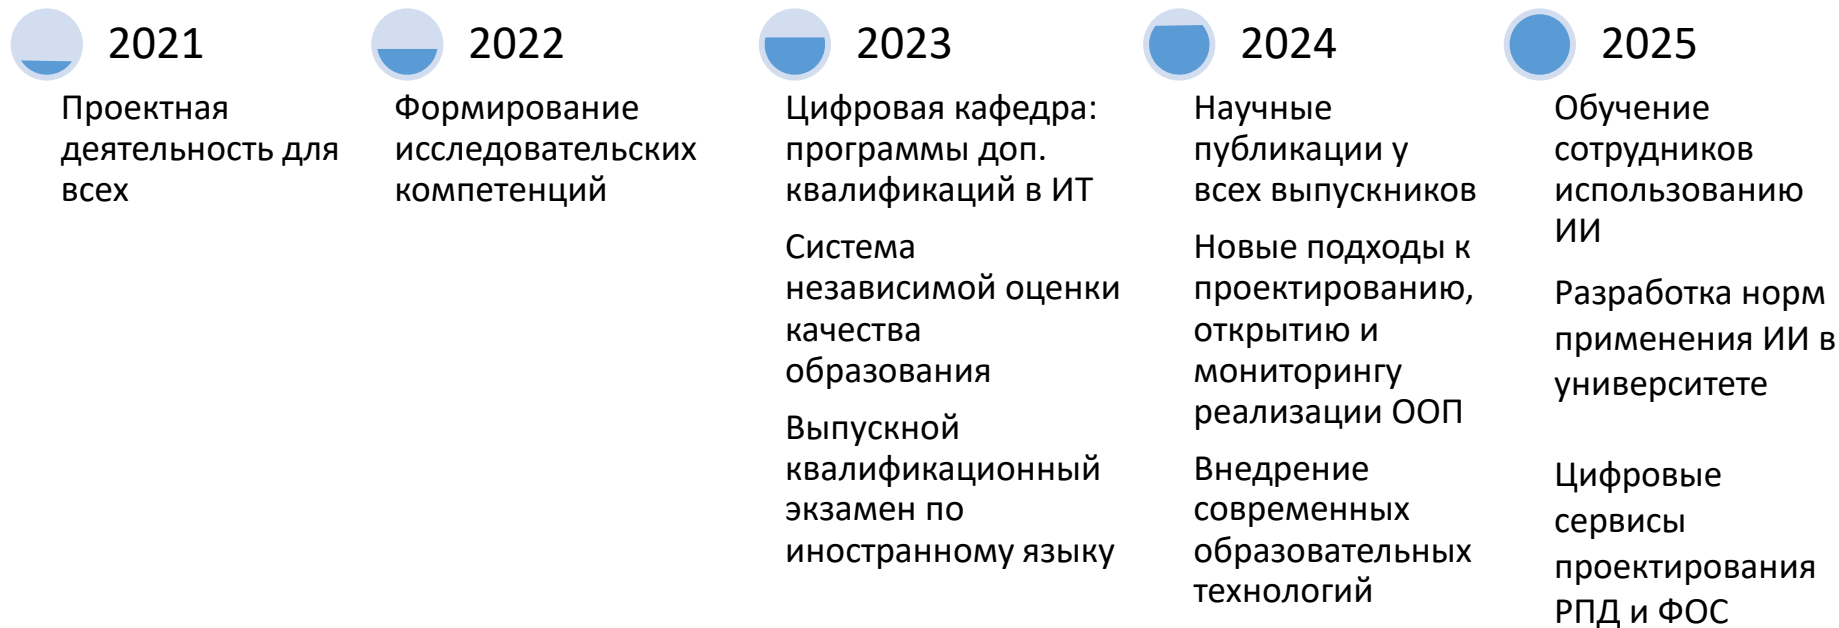 2021
Проектная
деятельность для
всех
2022
Формирование
исследовательских
компетенций
2023
Цифровая кафедра:
программы доп.
квалификаций в ИТ
Система
независимой оценки
качества
образования
Выпускной
квалификационный
экзамен по
иностранному языку
2024
Научные
публикации у
всех выпускников
Новые подходы к
проектированию,
открытию и
мониторингу
реализации ООП
Внедрение
современных
образовательных
технологий
2025
Обучение
сотрудников
использованию
ИИ
Разработка норм
применения ИИ в
университете
Цифровые
сервисы
проектирования
РПД и ФОС